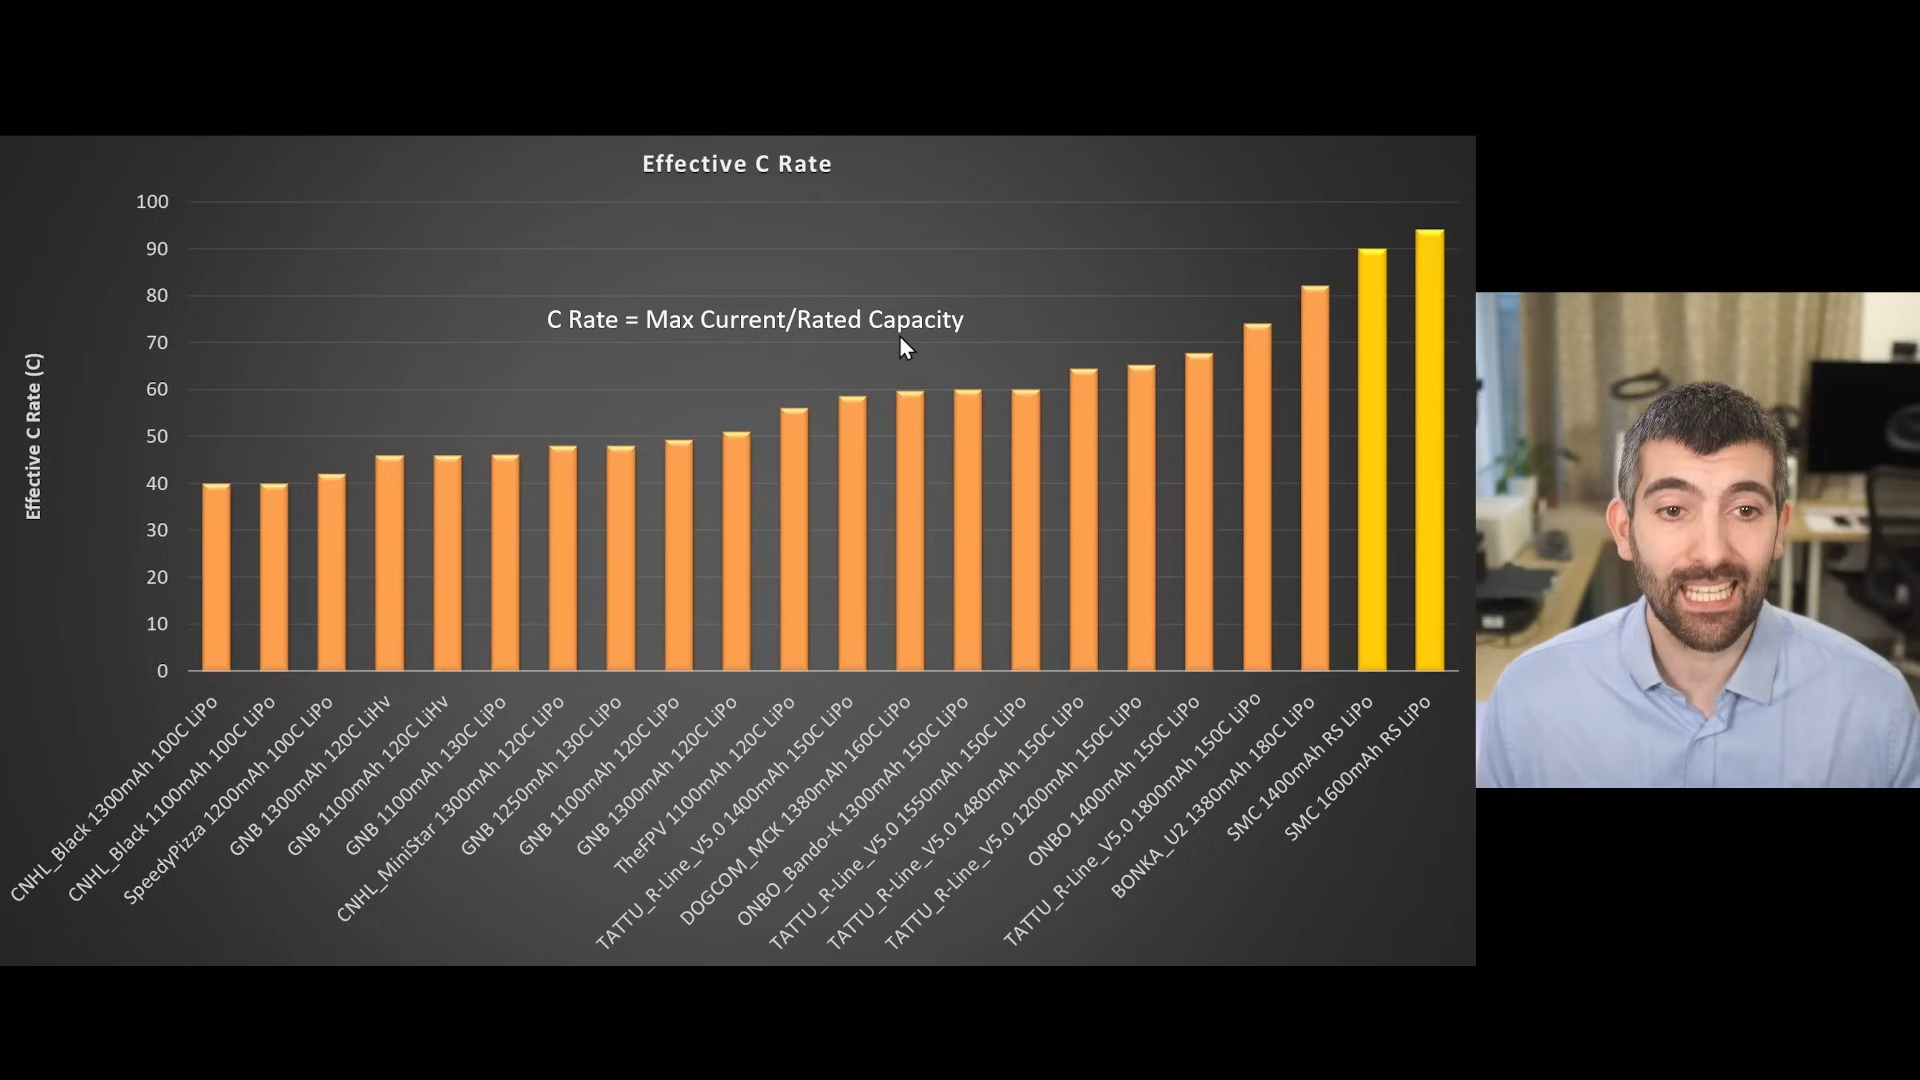 Effective C Rate
100
90
80
70
60
50
40
30
20
10
0
Effective C Rate (C)
C Rate = Max Current/Rated Capacity
CNHL_Black 1300mAh 100C LiPo
CNHL_Black 1100mAh 100C LiPo
SpeedyPizza 1200mAh 100C LiPo
GNB 1300mAh 120C LiHv
GNB 1100mAh 120C LiHv
GNB 1100mAh 130C LiPo
CNHL_MiniStar 1300mAh 120C LiPo
GNB 1250mAh 130C LiPo
GNB 1100mAh 120C LiPo
GNB 1300mAh 120C LiPo
TheFPV 1100mAh 120C LiPo
TATTU_R-Line_V5.0 1400mAh 150C LiPo
DOGCOM_MCK 1380mAh 160C LiPo
ONBO_Bando-K 1300mAh 150C LiPo
TATTU_R-Line_V5.0 1550mAh 150C LiPo
TATTU_R-Line_V5.0 1480mAh 150C LiPo
TATTU_R-Line_V5.0 1200mAh 150C LiPo
ONBO 1400mAh 150C LiPo
TATTU_R-Line_V5.0 1800mAh 150C LiPo
BONKA_U2 1380mAh 180C LiPo
SMC 1400mAh RS LiPo
SMC 1600mAh RS LiPo